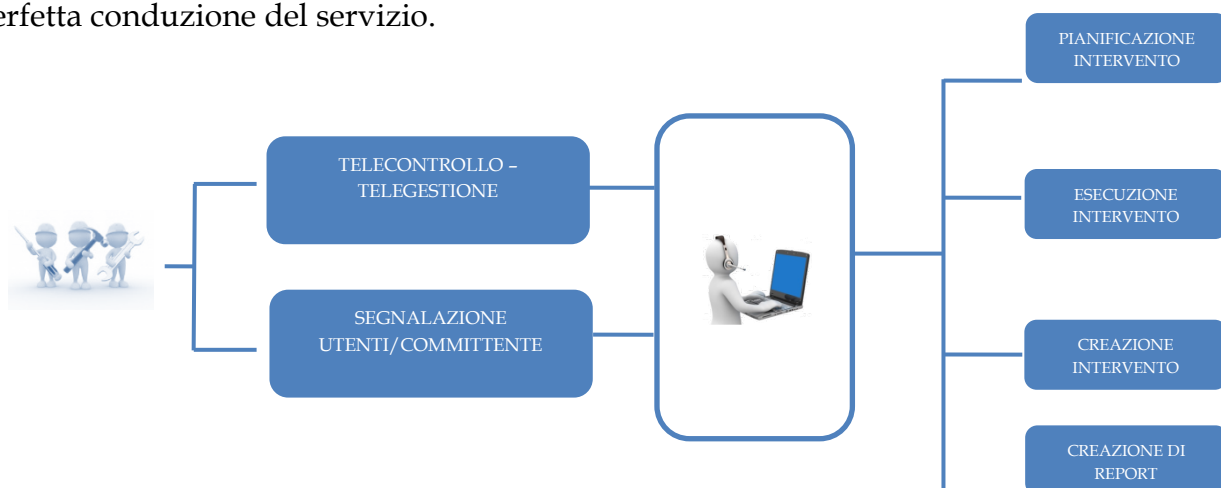 erfetta conduzione del servizio.
PIANIFICAZIONE
INTERVENTO
TELECONTROLLO –
TELEGESTIONE
ESECUZIONE
INTERVENTO
SEGNALAZIONE
UTENTI/COMMITTENTE
CREAZIONE
INTERVENTO
CREAZIONE DI
REPORT